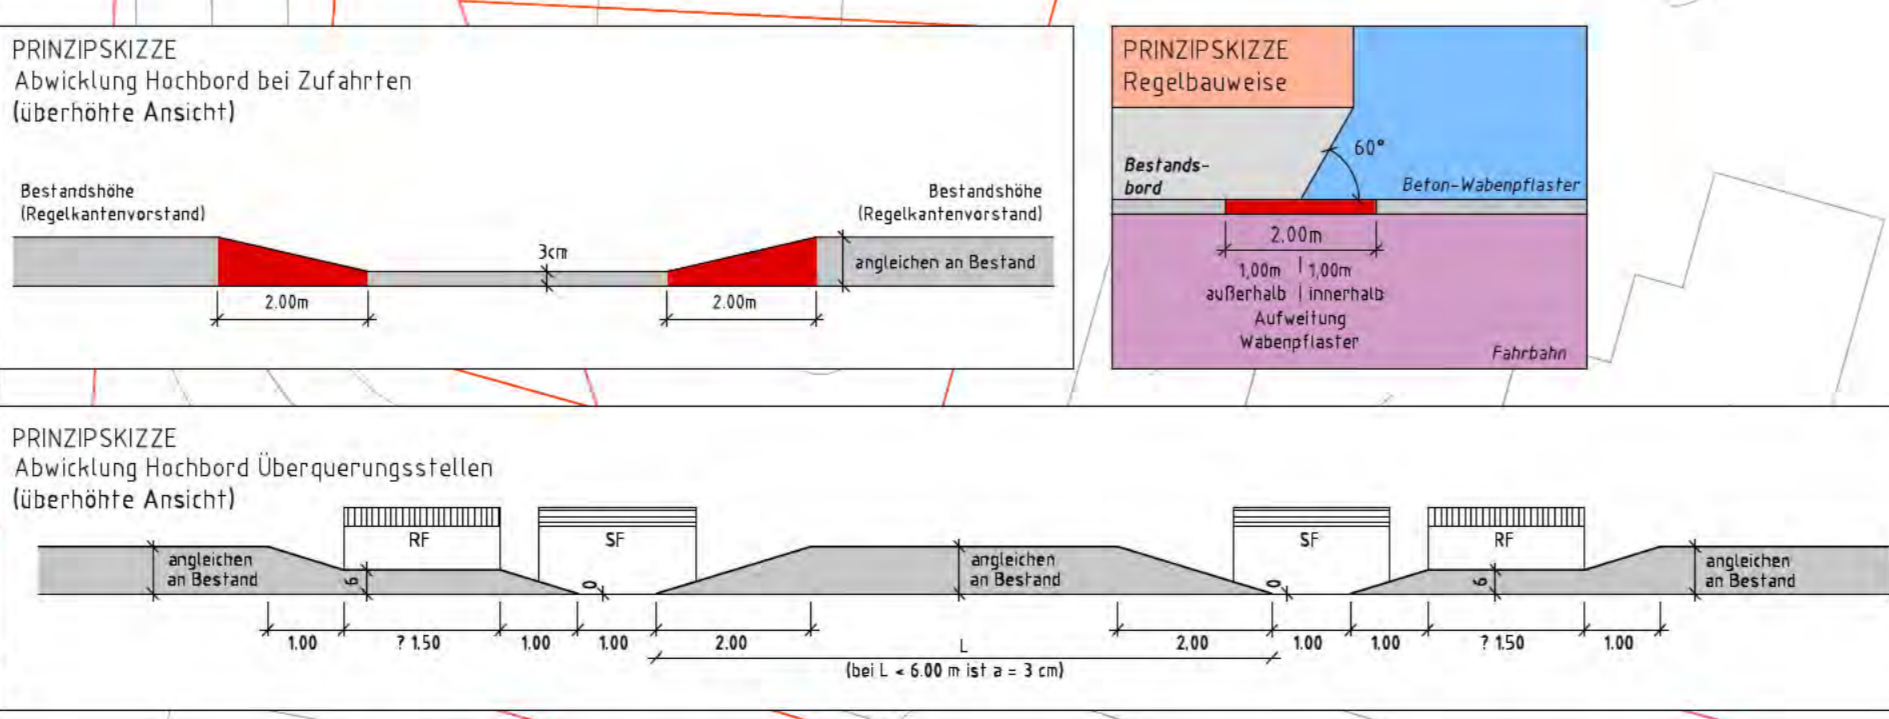 PRINZIPSKIZZE
Abwicklung Hochbord bei Zufahrten
(überhöhte Ansicht)
Bestandshöhe
(Regelkantenvorstand)
Bestandshöhe
(Regelkantenvorstand)
3cm
angleichen an Bestand
2.00m
2.00m
PRINZIPSKIZZE
Regelbauweise
60°
Bestands-
bord
Beton-Wabenpflaster
2.00m
1,00m 1,00m
außerhalb innerhalb
Aufweitung
Wabenpflaster
Fahrbahn
PRINZIPSKIZZE
Abwicklung Hochbord Überquerungsstellen
(überhöhte Ansicht)
RF
SF
SF
RF
angleichen
an Bestand
6
0
angleichen
an Bestand
0
6
angleichen
an Bestand
1.00
? 1.50
1.00
1.00
2.00
L
2.00
1.00
1.00
? 1.50
1.00
(bei L < 6.00 m ist a = 3 cm)